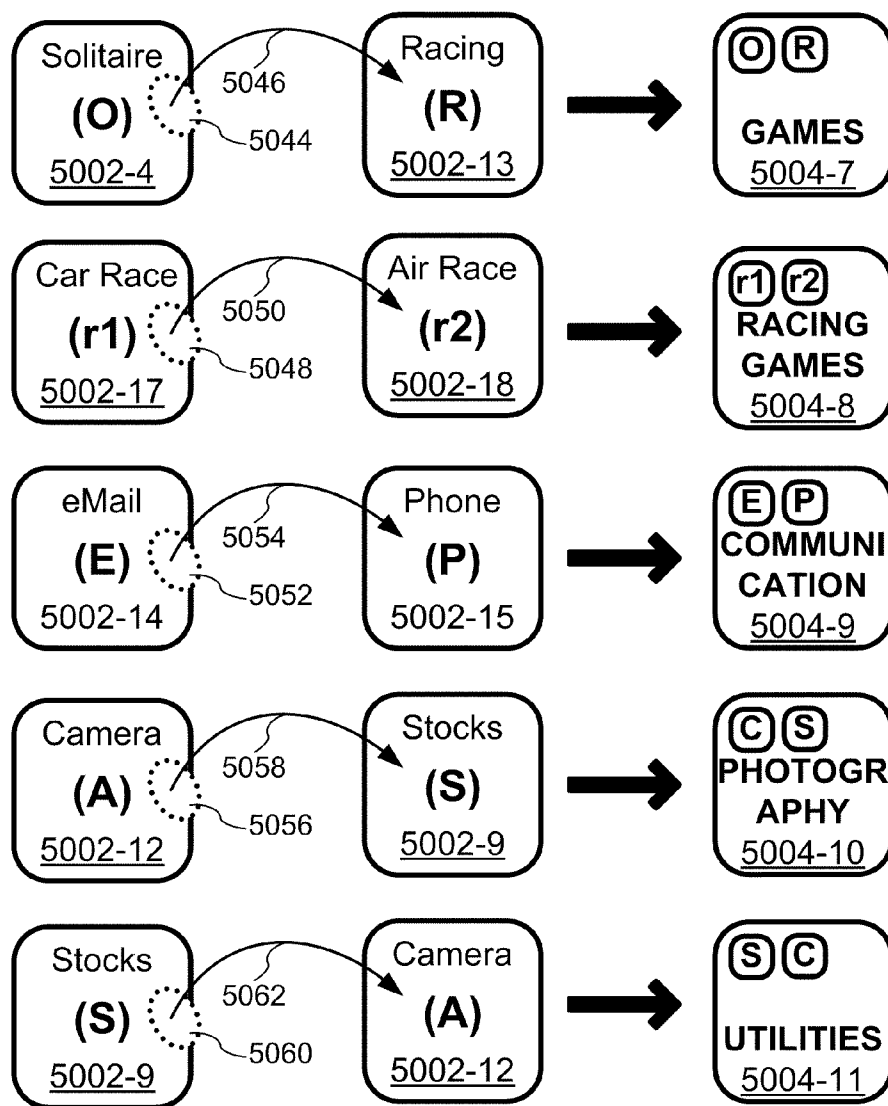 Solitaire
(O)
5002-4
5046
5044
Racing
(R)
5002-13
O R
GAMES
5004-7
Car Race
(r1)
5002-17
5050
5048
Air Race
(r2)
5002-18
r1 r2
RACING
GAMES
5004-8
eMail
(E)
5002-14
5054
5052
Phone
(P)
5002-15
E P
COMMUNI
CATION
5004-9
Camera
(A)
5002-12
5058
5056
Stocks
(S)
5002-9
C S
PHOTOGR
APHY
5004-10
Stocks
(S)
5002-9
5062
5060
Camera
(A)
5002-12
S C
UTILITIES
5004-11